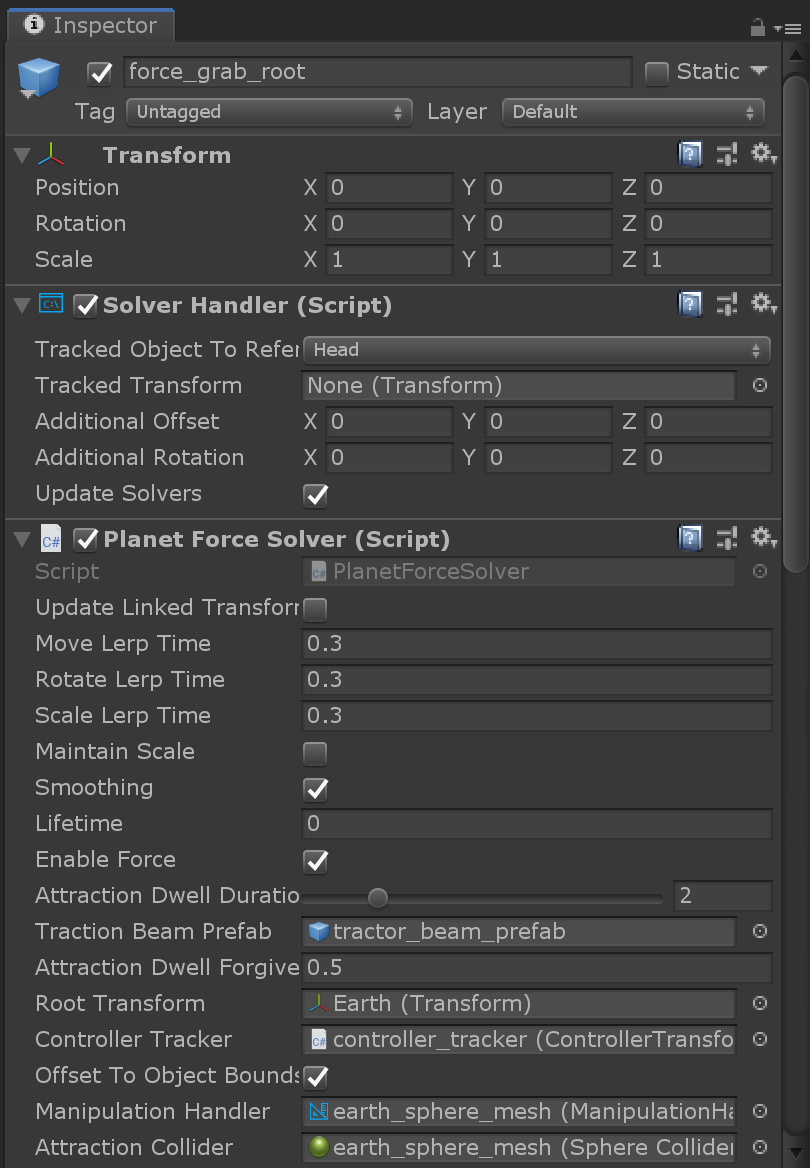 Inspector
force_grab_root Static
Tag Untagged Layer Default
Transform
Position X 0 Y 0 Z 0
Rotation X 0 Y 0 Z 0
Scale X 1 Y 1 Z 1
C:\ Solver Handler (Script)
Tracked Object To Refer Head
Tracked Transform None (Transform)
Additional Offset X 0 Y 0 Z 0
Additional Rotation X 0 Y 0 Z 0
Update Solvers
C# Planet Force Solver (Script)
Script C# PlanetForceSolver
Update Linked Transforr
Move Lerp Time 0.3
Rotate Lerp Time 0.3
Scale Lerp Time 0.3
Maintain Scale
Smoothing
Lifetime 0
Enable Force
Attraction Dwell Duratio 2
Traction Beam Prefab tractor_beam_prefab
Attraction Dwell Forgive 0.5
Root Transform Earth (Transform)
Controller Tracker C# controller_tracker (ControllerTransfo
Offset To Object Bounds
Manipulation Handler earth_sphere_mesh (ManipulationHa
Attraction Collider earth_sphere_mesh (Sphere Collider